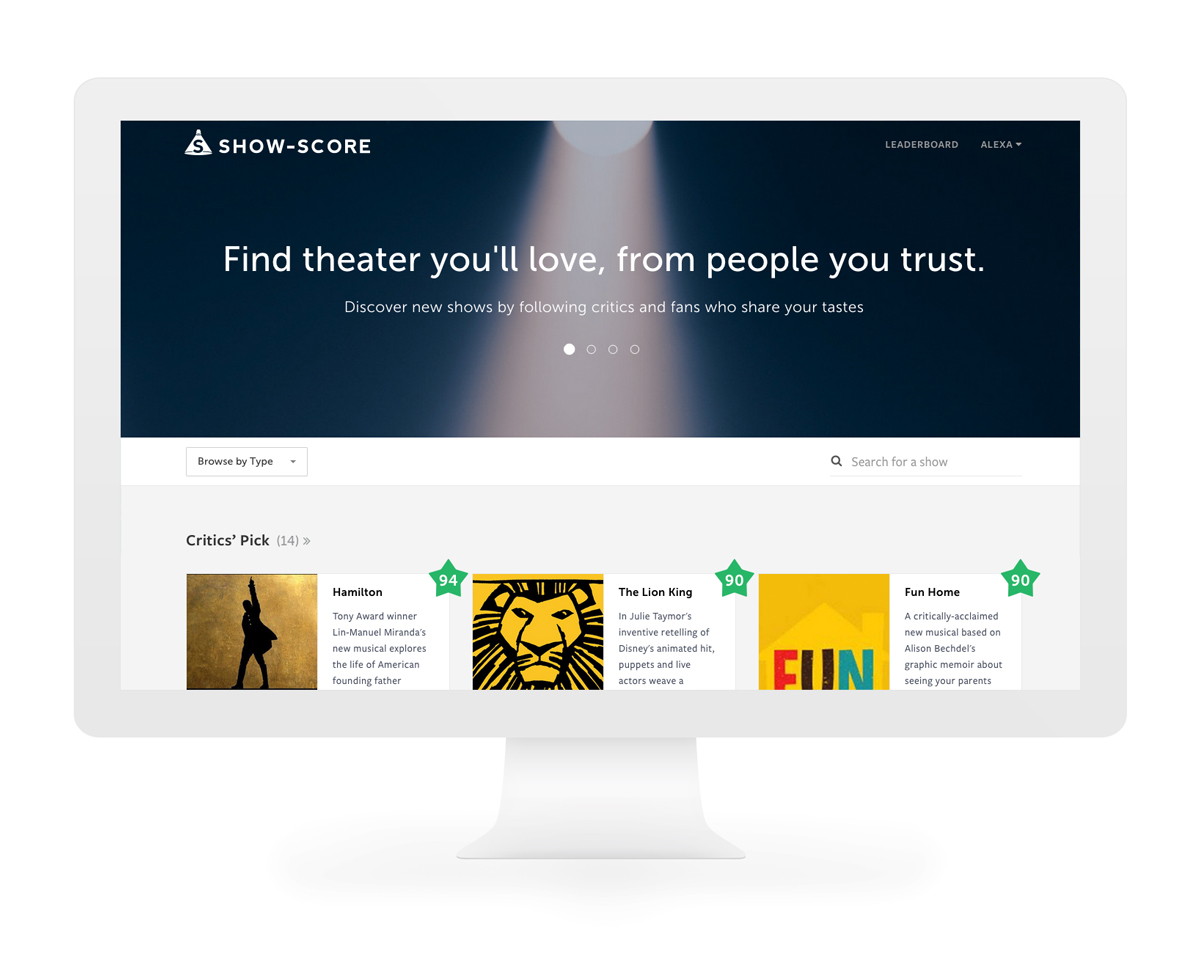 SHOW-SCORE
LEADERBOARD
ALEXA
Find theater you'll love, from people you trust.
Discover new shows by following critics and fans who share your tastes
Browse by Type
Search for a show
Critics’ Pick (14) »
94
Hamilton
Tony Award winner
Lin-Manuel Miranda’s
new musical explores
the life of American
founding father
90
The Lion King
In Julie Taymor’s
inventive retelling of
Disney’s animated hit,
puppets and live
actors weave a
FUN
90
Fun Home
A critically-acclaimed
new musical based on
Alison Bechdel’s
graphic memoir about
seeing your parents